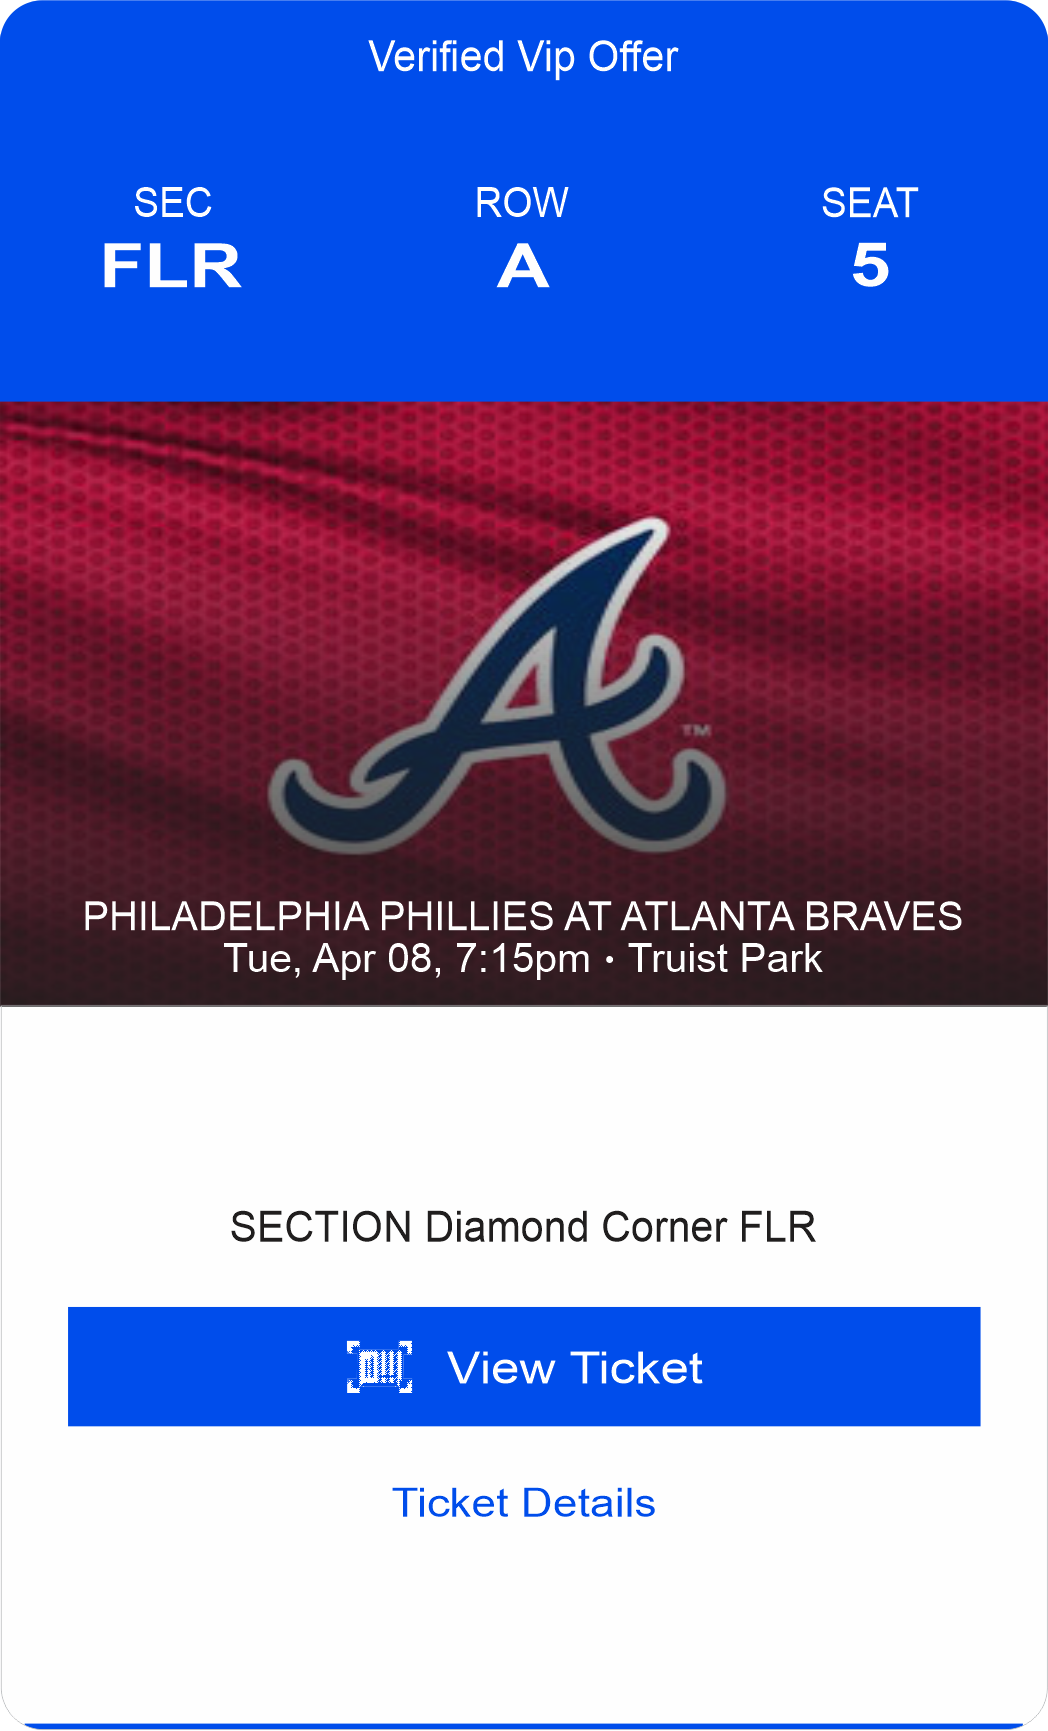 Verified Vip Offer
SEC ROW SEAT
FLR A 5
A
TM
PHILADELPHIA PHILLIES AT ATLANTA BRAVES
Tue, Apr 08, 7:15pm • Truist Park
SECTION Diamond Corner FLR
View Ticket
Ticket Details